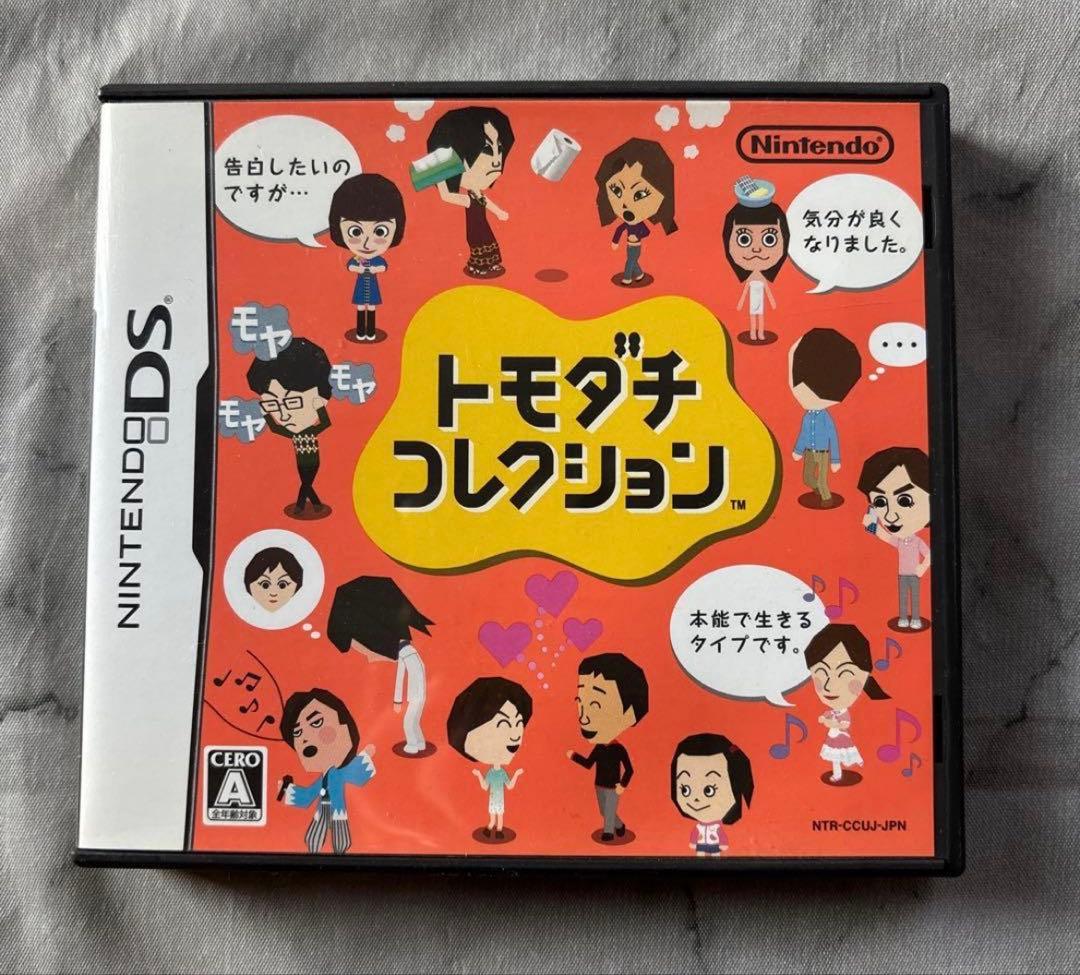 NINTENDO DS®
Nintendo®
告白したいの
ですが…
気分が良く
なりました。
モヤ
モヤ
モヤ
...
トモダチ
コレクション™
本能で生きる
タイプです。
CERO
A
全年齢対象
NTR-CCUJ-JPN